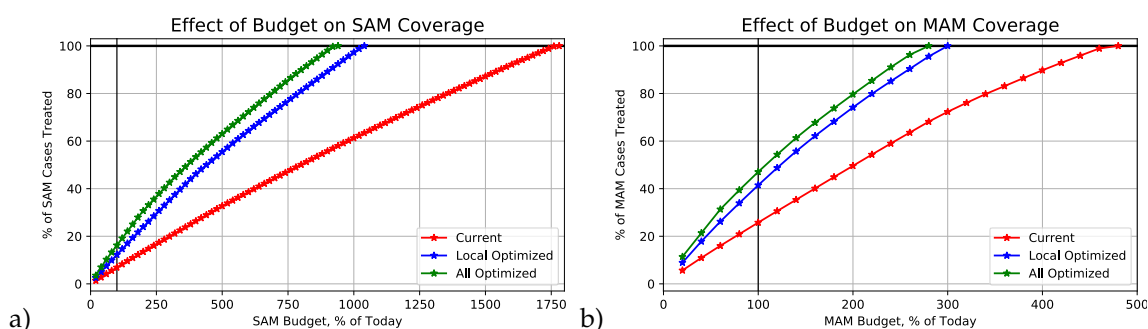 Effect of Budget on SAM Coverage
100
80
60
40
20
0
% of SAM Cases Treated
0 250 500 750 1000 1250 1500 1750
SAM Budget, % of Today
Current
Local Optimized
All Optimized
a)
Effect of Budget on MAM Coverage
100
80
60
40
20
0
% of MAM Cases Treated
0 100 200 300 400 500
MAM Budget, % of Today
Current
Local Optimized
All Optimized
b)